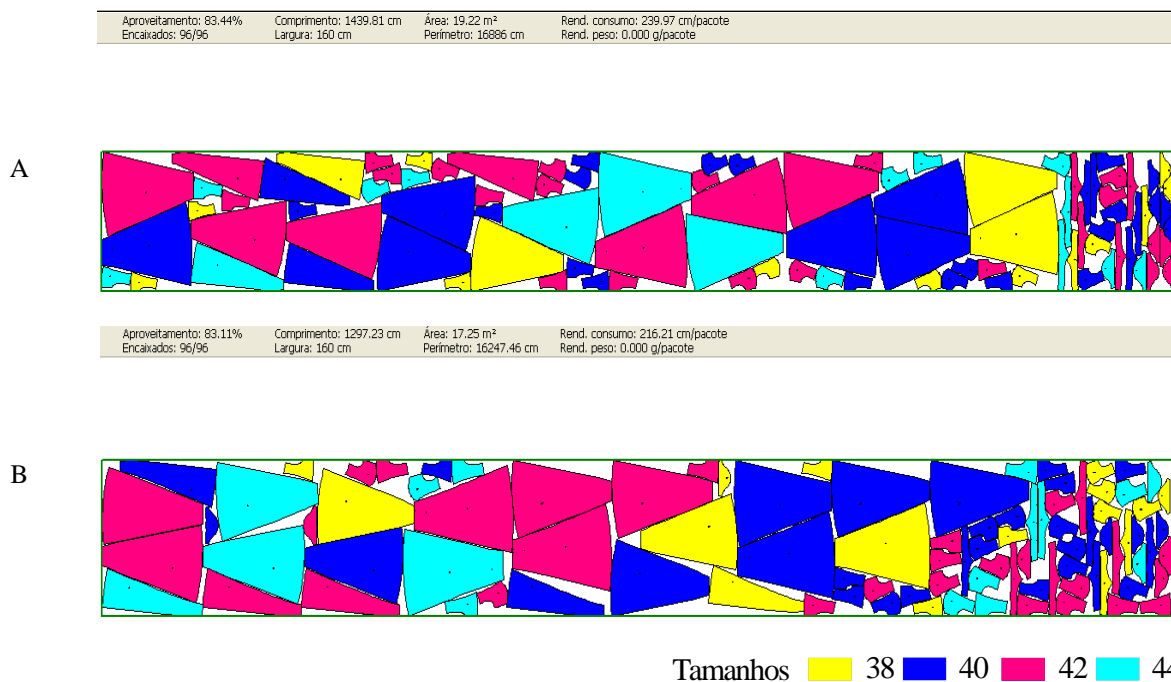 Aproveitamento: 83.44% Comprimento: 1439.81 cm Área: 19.22 m² Rend. consumo: 239.97 cm/pacote
Encaixados: 96/96 Largura: 160 cm Perímetro: 16886 cm Rend. peso: 0.000 g/pacote
A
Aproveitamento: 83.11% Comprimento: 1297.23 cm Área: 17.25 m² Rend. consumo: 216.21 cm/pacote
Encaixados: 96/96 Largura: 160 cm Perímetro: 16247.46 cm Rend. peso: 0.000 g/pacote
B
Tamanhos 38 40 42 44